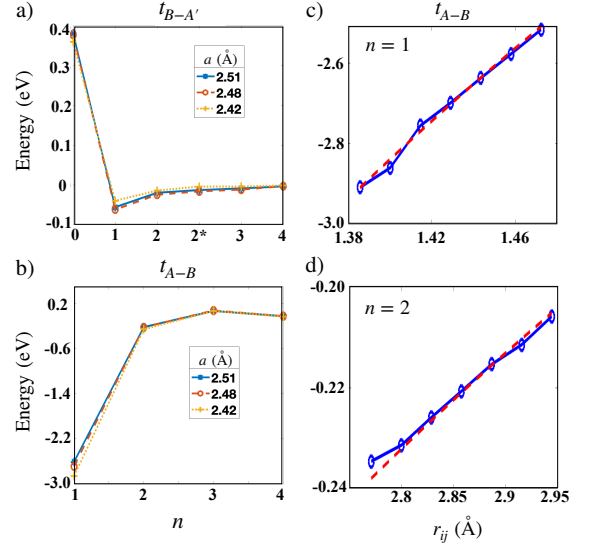 a)
t_{B−A′}
Energy (eV)
0.4
0.3
0.2
0.1
0
-0.1
a (Å)
2.51
2.48
2.42
0 1 2 2* 3 4
c)
t_{A−B}
n = 1
-2.6
-2.8
-3.0
1.38 1.42 1.46
b)
t_{A−B}
Energy (eV)
0.2
-0.6
-1.4
-2.2
-3.0
a (Å)
2.51
2.48
2.42
1 2 3 4
n
d)
n = 2
-0.20
-0.22
-0.24
2.8 2.85 2.9 2.95
r_{ij} (Å)